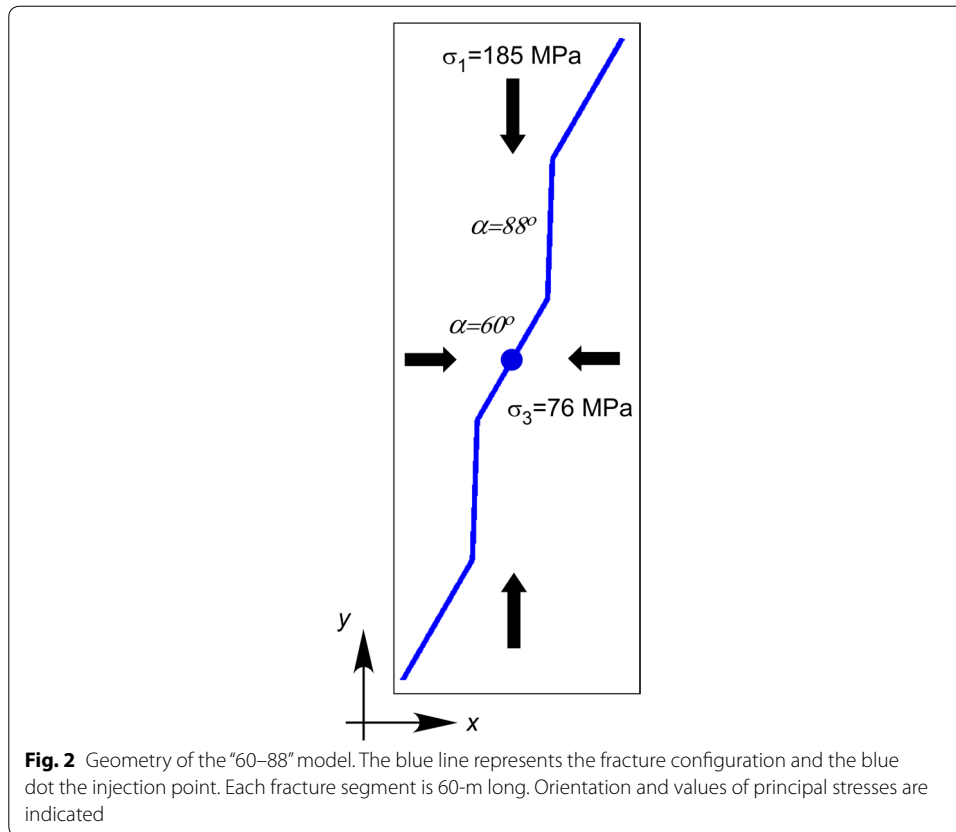 σ1=185 MPa
α=88º
α=60º
σ3=76 MPa
y
x
Fig. 2 Geometry of the “60–88” model. The blue line represents the fracture configuration and the blue
dot the injection point. Each fracture segment is 60-m long. Orientation and values of principal stresses are
indicated